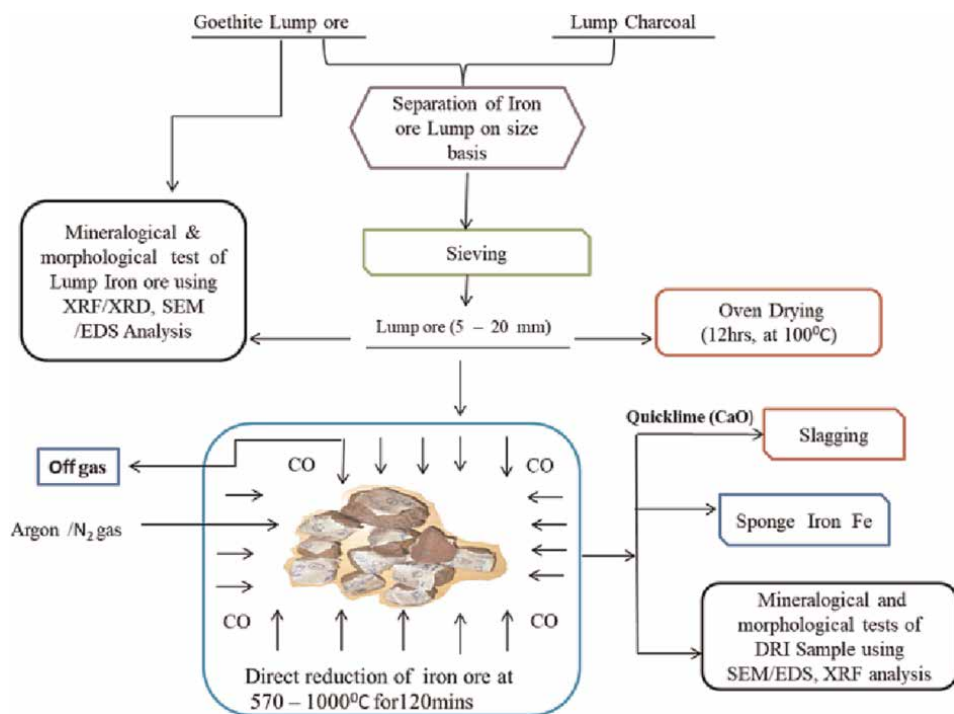 Goethite Lump ore
Lump Charcoal
Separation of Iron
ore Lump on size
basis
Mineralogical &
morphological test of
Lump Iron ore using
XRF/XRD, SEM
/EDS Analysis
Sieving
Lump ore (5 – 20 mm)
Oven Drying
(12hrs, at 100⁰C)
Off gas
Argon /N₂ gas
CO
CO
CO
CO
Direct reduction of iron ore at
570 – 1000⁰C for120mins
Quicklime (CaO)
Slagging
Sponge Iron Fe
Mineralogical and
morphological tests of
DRI Sample using
SEM/EDS, XRF analysis